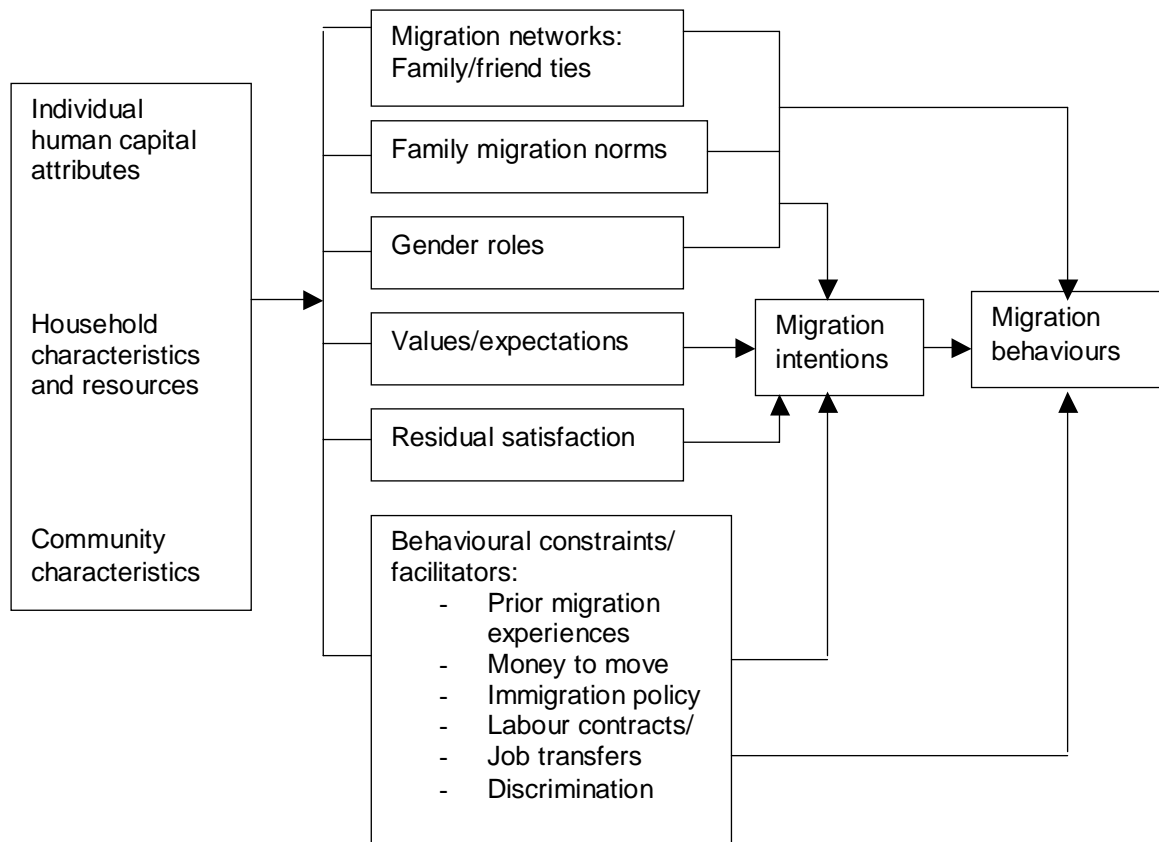 Individual
human capital
attributes
Household
characteristics
and resources
Community
characteristics
Migration networks:
Family/friend ties
Family migration norms
Gender roles
Values/expectations
Residual satisfaction
Behavioural constraints/
facilitators:
- Prior migration
experiences
- Money to move
- Immigration policy
- Labour contracts/
- Job transfers
- Discrimination
Migration
intentions
Migration
behaviours